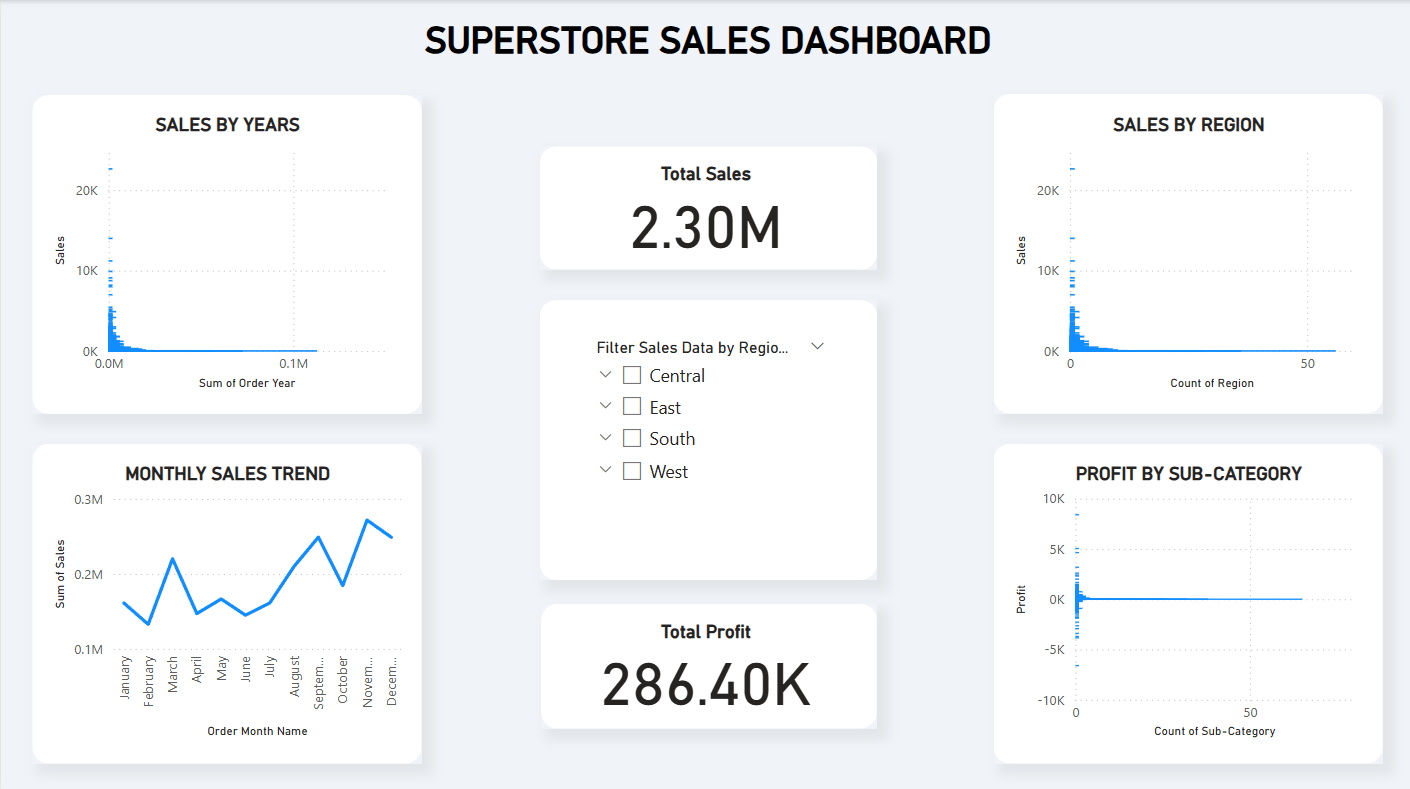 SUPERSTORE SALES DASHBOARD
SALES BY YEARS
Sales
20K
10K
0K
0.0M 0.1M
Sum of Order Year
MONTHLY SALES TREND
Sum of Sales
0.3M
0.2M
0.1M
January
February
March
April
May
June
July
August
Septem...
October
Novem...
Decem...
Order Month Name
Total Sales
2.30M
Filter Sales Data by Regio...
Central
East
South
West
Total Profit
286.40K
SALES BY REGION
Sales
20K
10K
0K
0 50
Count of Region
PROFIT BY SUB-CATEGORY
Profit
10K
5K
0K
-5K
-10K
0 50
Count of Sub-Category